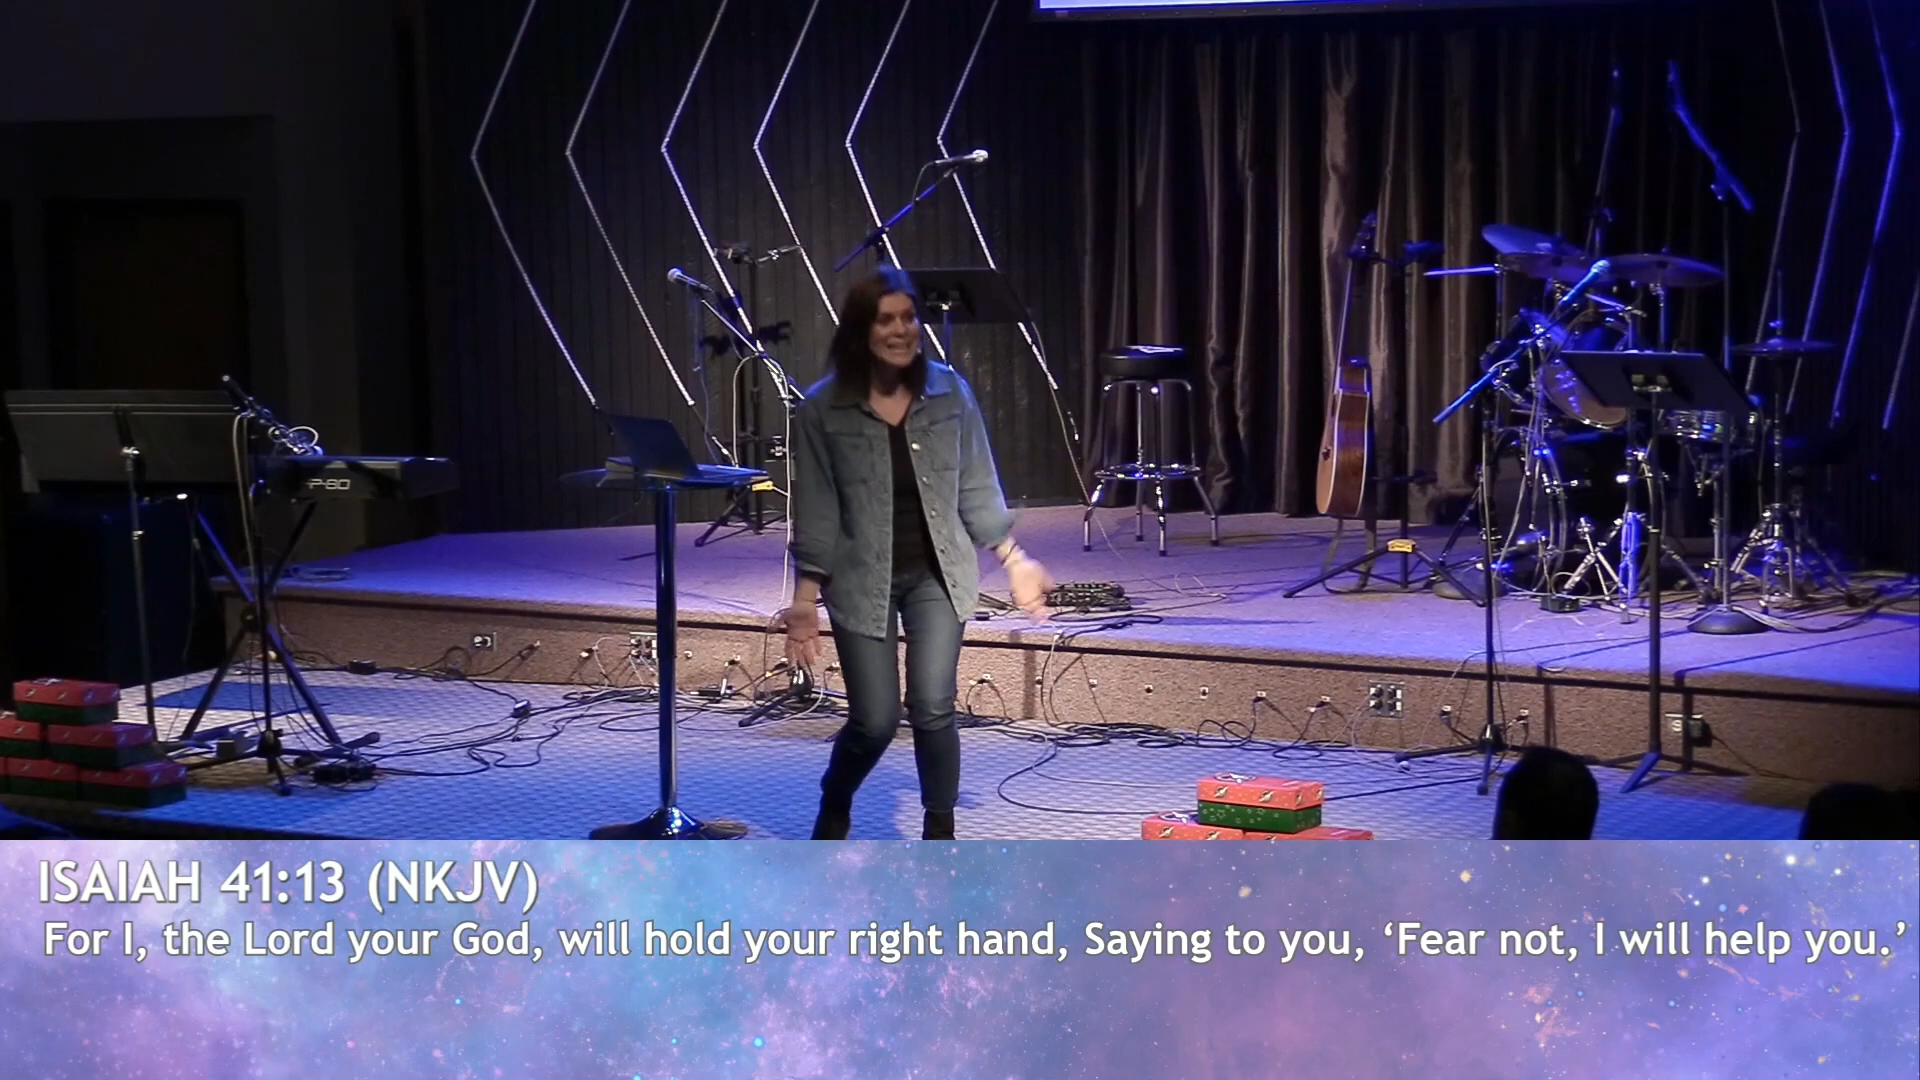 P-80
ISAIAH 41:13 (NKJV)
For I, the Lord your God, will hold your right hand, Saying to you, ‘Fear not, I will help you.’